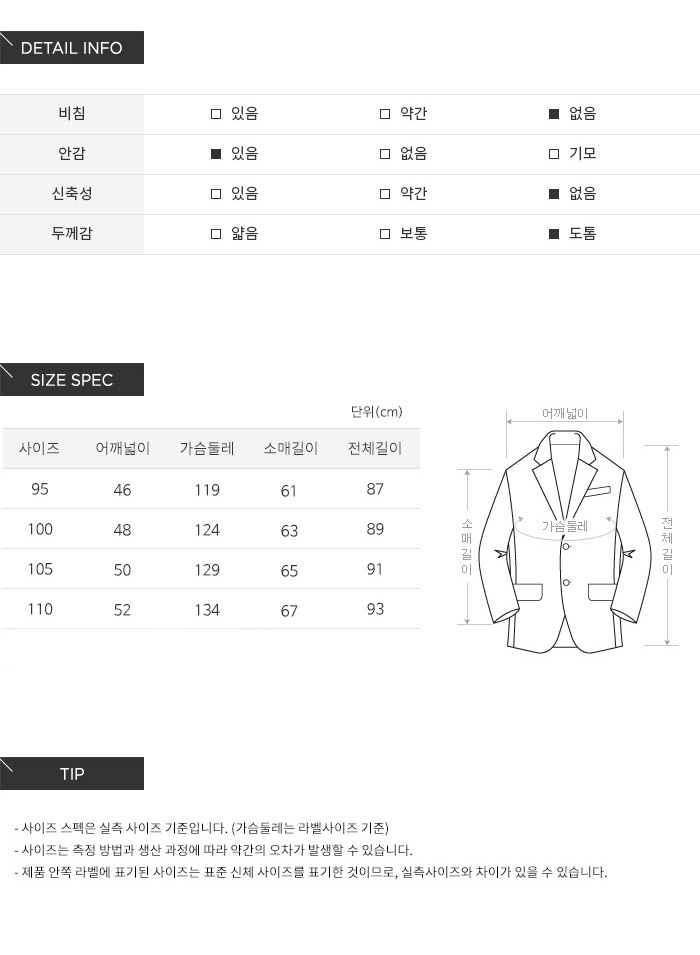 DETAIL INFO
비침 □ 있음 □ 약간 ■ 없음
안감 ■ 있음 □ 없음 □ 기모
신축성 □ 있음 □ 약간 ■ 없음
두께감 □ 얇음 □ 보통 ■ 도톰
SIZE SPEC
단위(cm)
사이즈 어깨넓이 가슴둘레 소매길이 전체길이
95 46 119 61 87
100 48 124 63 89
105 50 129 65 91
110 52 134 67 93
어깨넓이
가슴둘레
소매길이
전체길이
TIP
- 사이즈 스펙은 실측 사이즈 기준입니다. (가슴둘레는 라벨사이즈 기준)
- 사이즈는 측정 방법과 생산 과정에 따라 약간의 오차가 발생할 수 있습니다.
- 제품 안쪽 라벨에 표기된 사이즈는 표준 신체 사이즈를 표기한 것이므로, 실측사이즈와 차이가 있을 수 있습니다.